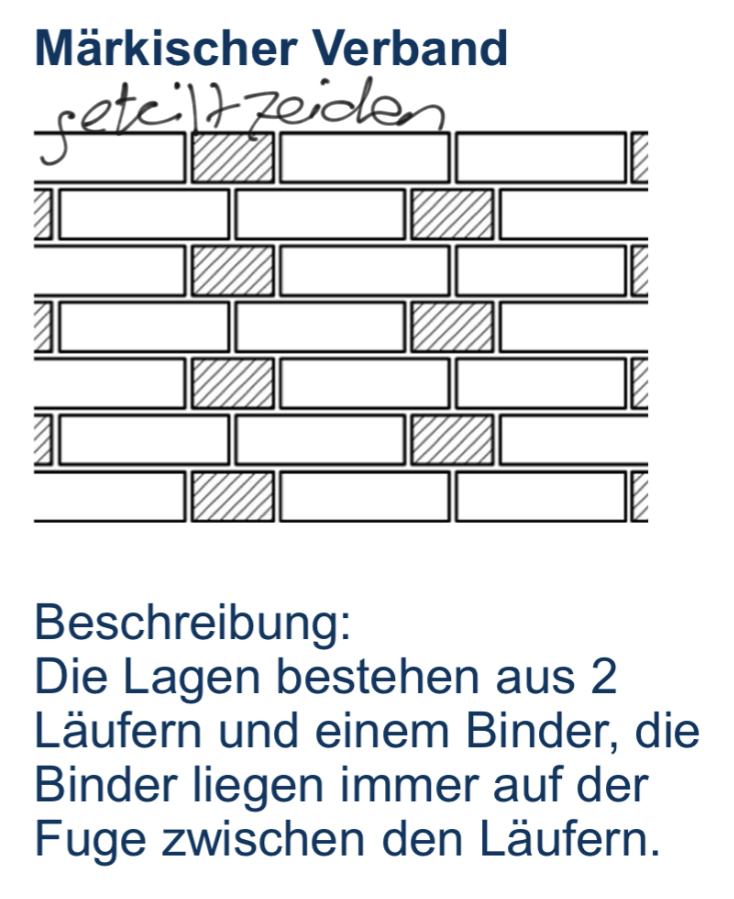 Märkischer Verband
geteilt zeiden
Beschreibung:
Die Lagen bestehen aus 2
Läufern und einem Binder, die
Binder liegen immer auf der
Fuge zwischen den Läufern.